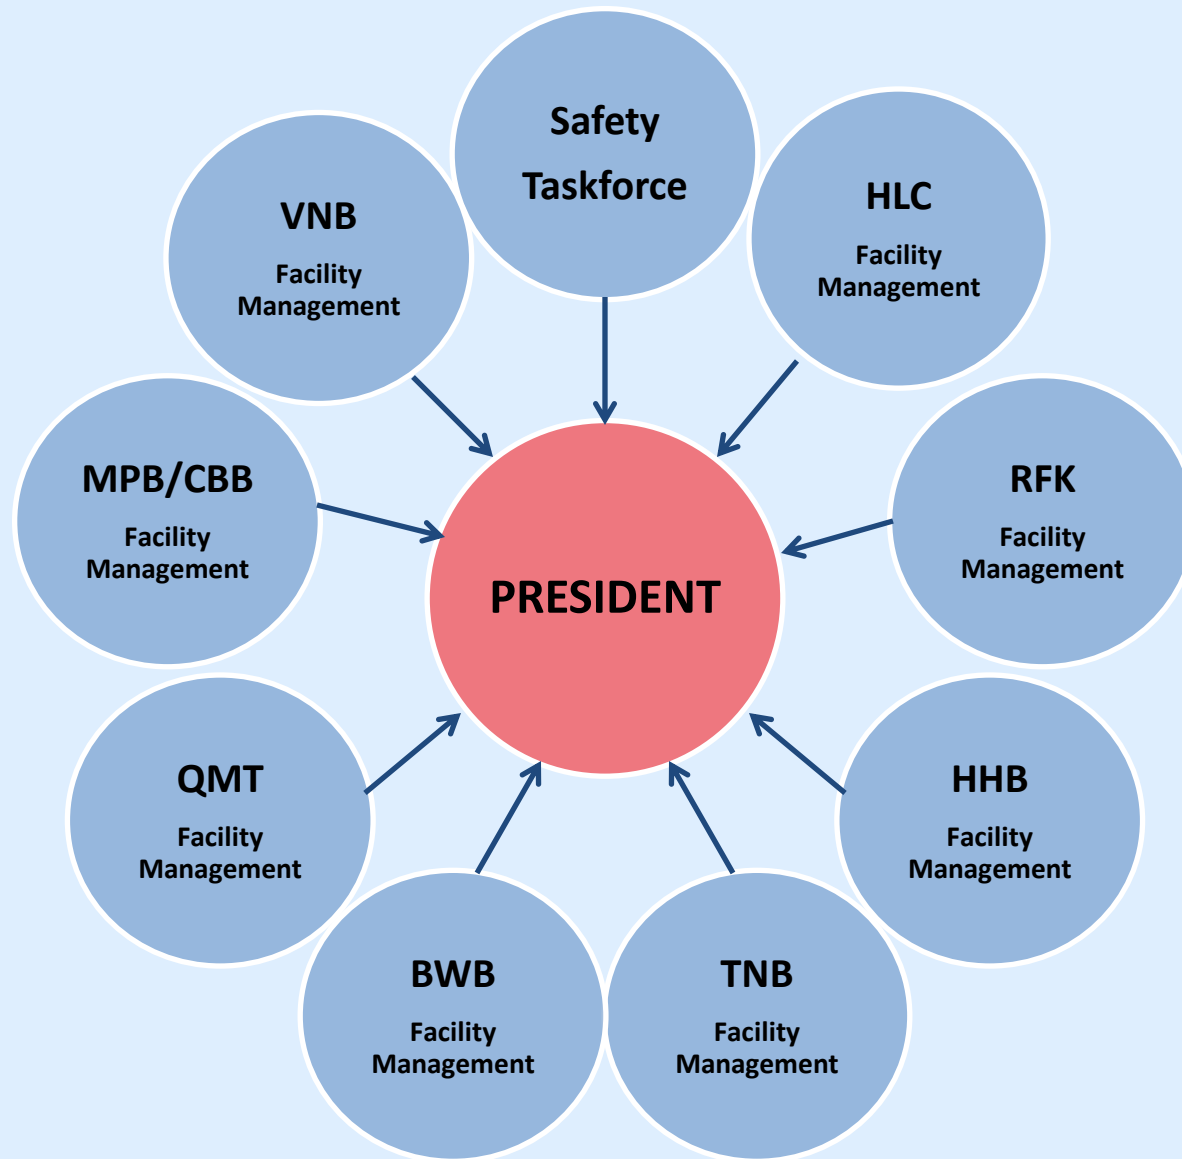 Safety
Taskforce
HLC
Facility
Management
RFK
Facility
Management
HHB
Facility
Management
TNB
Facility
Management
BWB
Facility
Management
QMT
Facility
Management
MPB/CBB
Facility
Management
VNB
Facility
Management
PRESIDENT